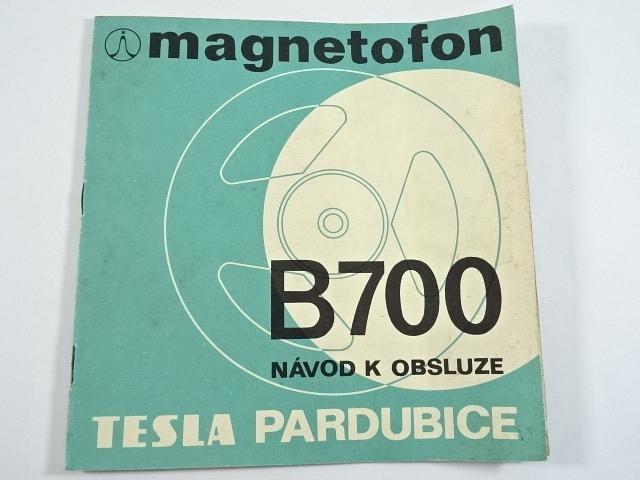 magnetofon
B700
NÁVOD K OBSLUZE
TESLA PARDUBICE